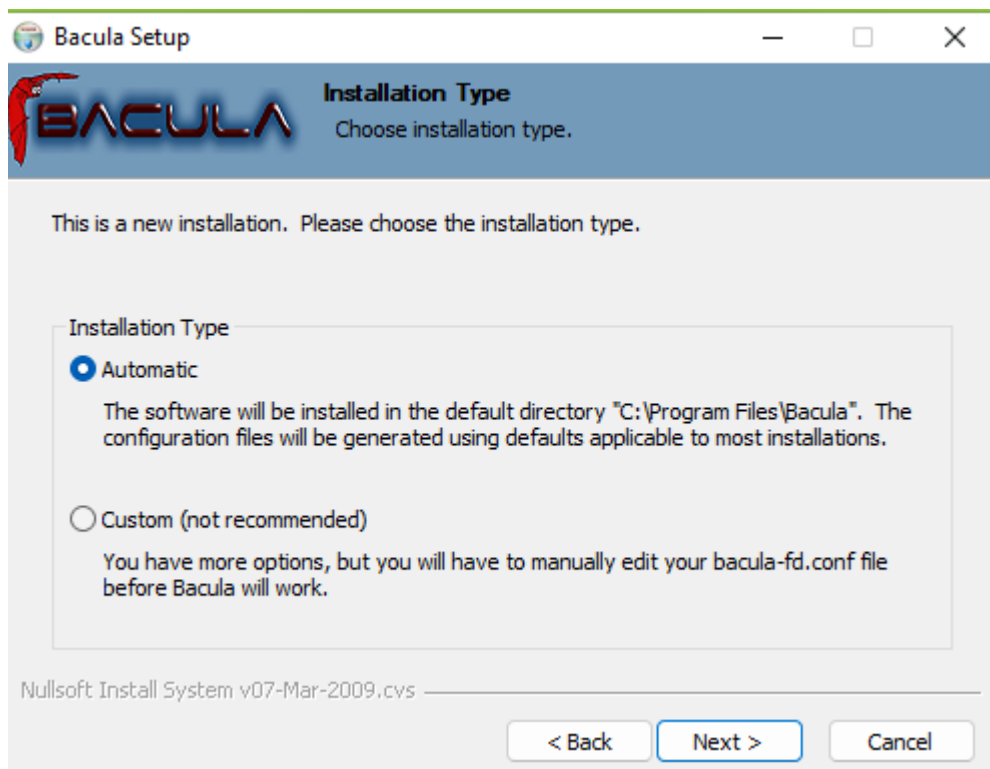 Bacula Setup
BACULA
Installation Type
Choose installation type.
This is a new installation.  Please choose the installation type.
Installation Type
Automatic
The software will be installed in the default directory "C:\Program Files\Bacula".  The
configuration files will be generated using defaults applicable to most installations.
Custom (not recommended)
You have more options, but you will have to manually edit your bacula-fd.conf file
before Bacula will work.
Nullsoft Install System v07-Mar-2009.cvs
< Back
Next >
Cancel